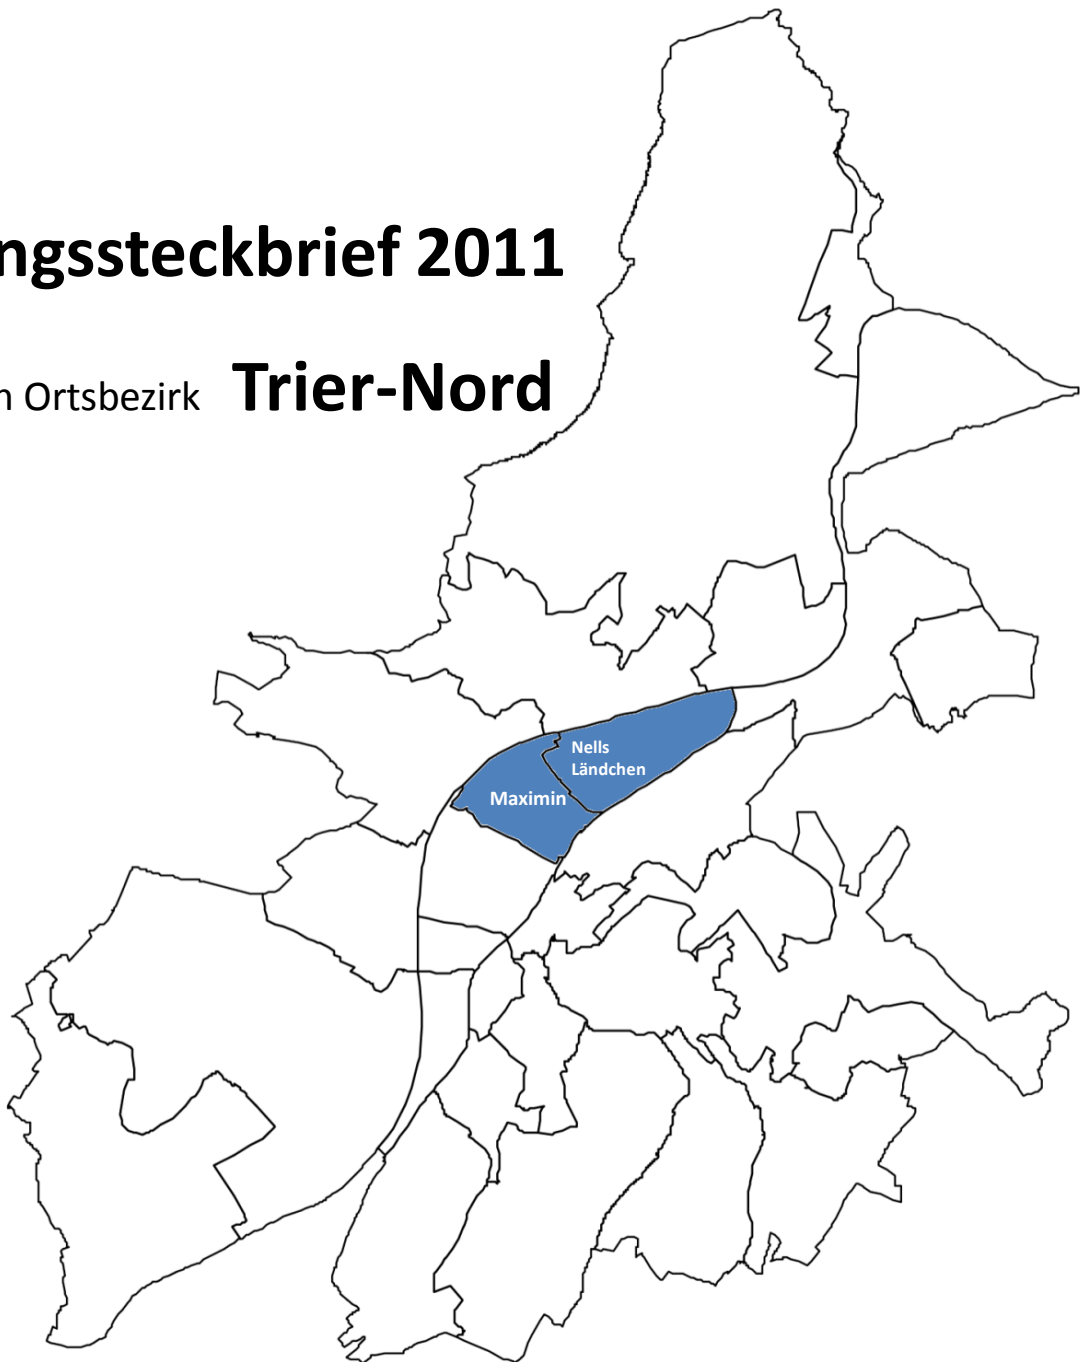 ngssteckbrief 2011
Ortsbezirk Trier-Nord
Nells
Ländchen
Maximin